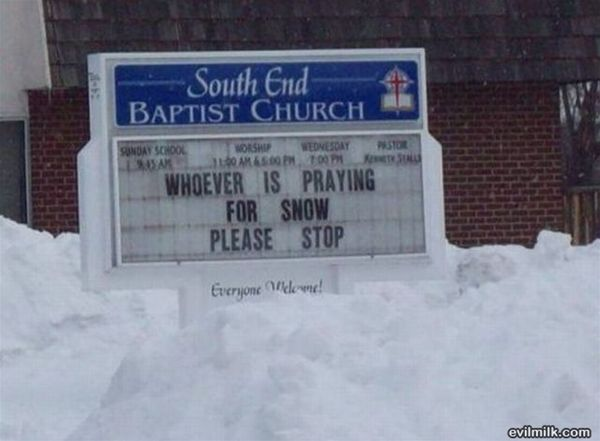 South End
BAPTIST CHURCH
SUNDAY SCHOOL WORSHIP WEDNESDAY PASTOR
9:45 AM 11:00 AM & 6:00 PM 7:00 PM KENNETH
WHOEVER IS PRAYING
FOR SNOW
PLEASE STOP
Everyone Welcome!
evilmilk.com